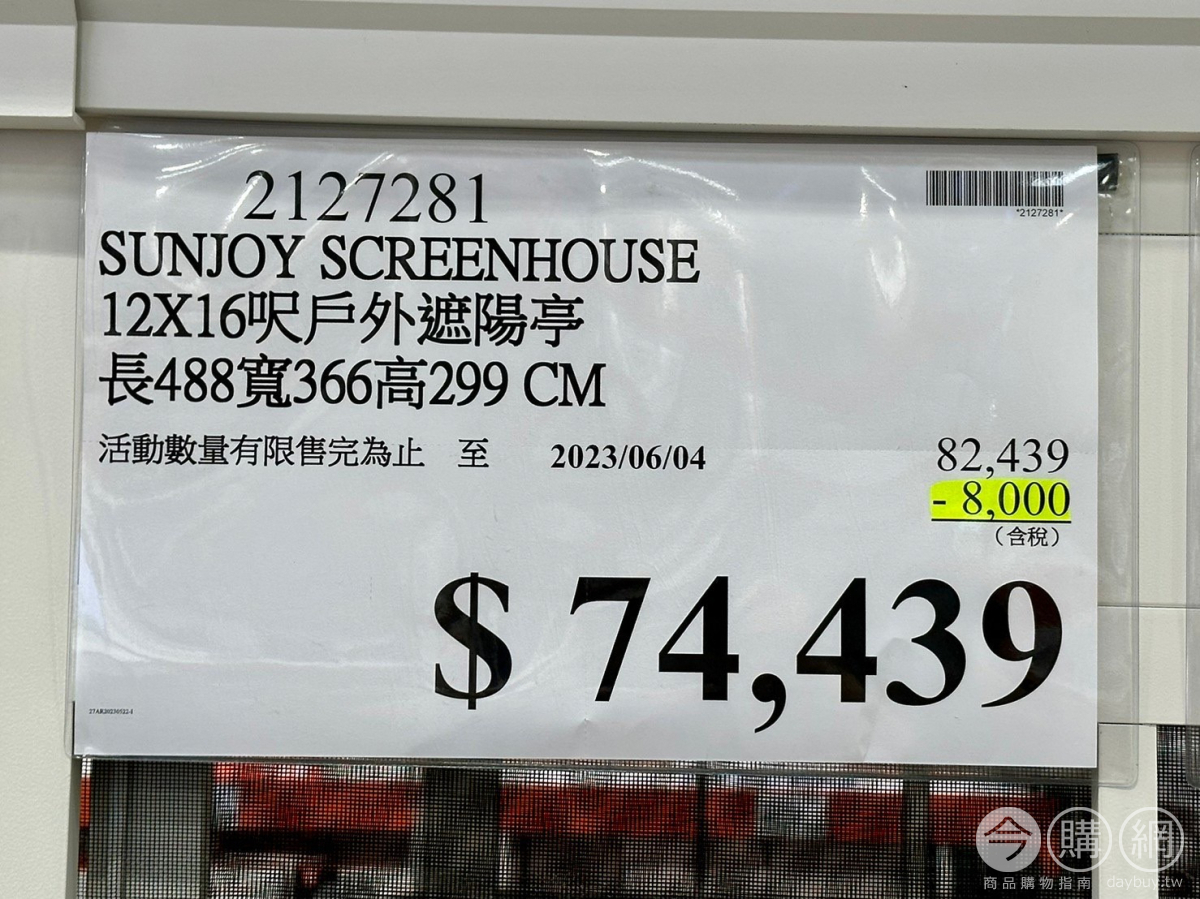 2127281
*2127281*
SUNJOY SCREENHOUSE
12X16呎戶外遮陽亭
長488寬366高299 CM
活動數量有限售完為止 至 2023/06/04
82,439
- 8,000
（含稅）
$ 74,439
27AR20230522-1
今購網
商品購物指南 daybuy.tw